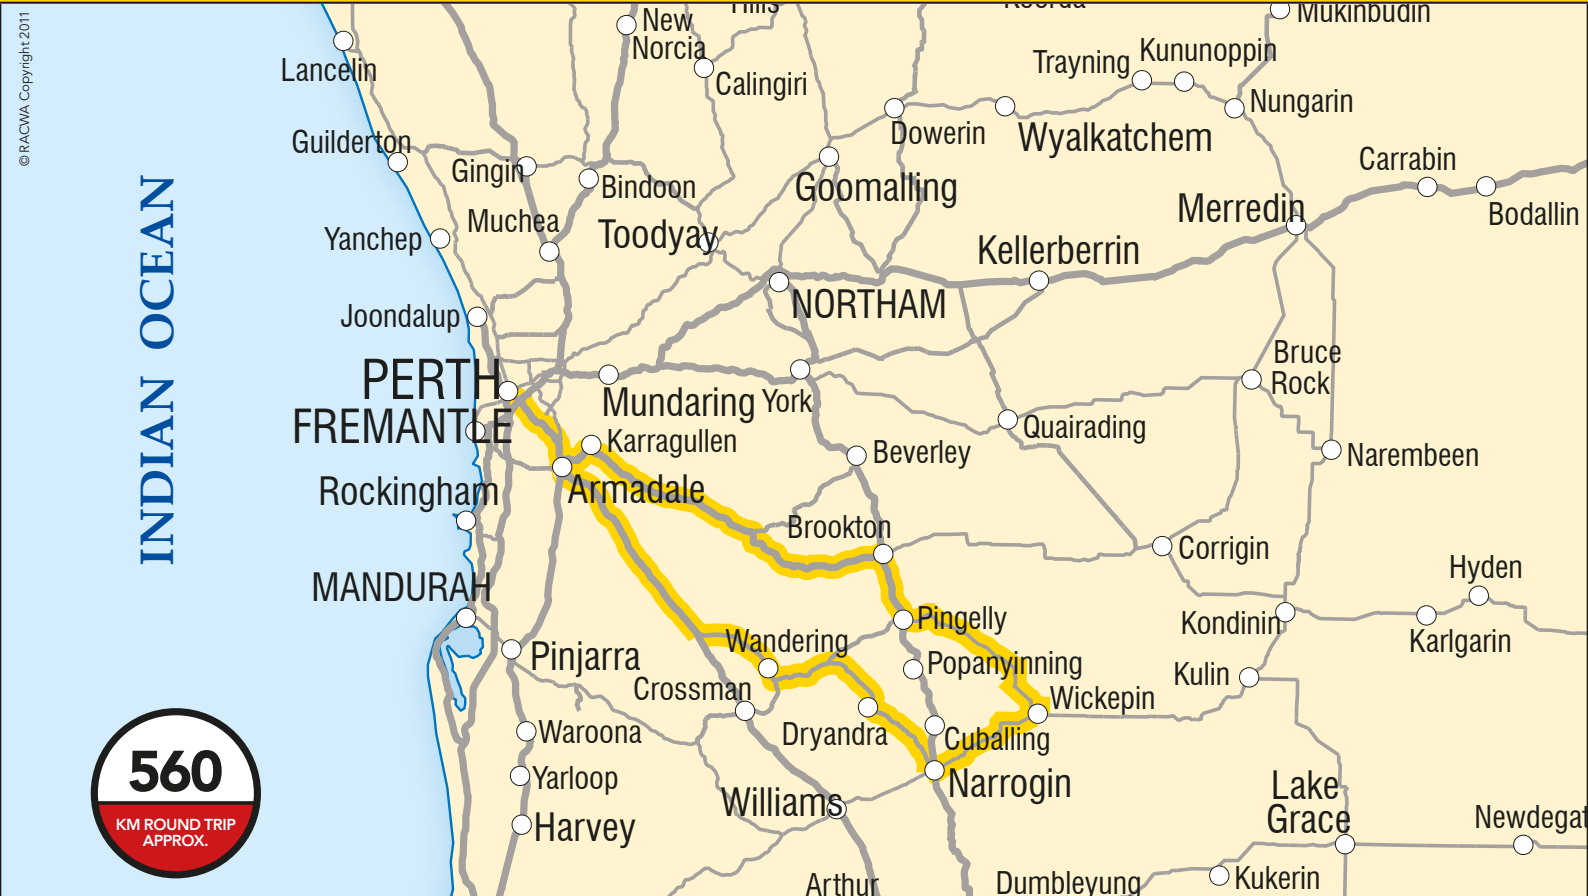 © RACWA Copyright 2011
INDIAN OCEAN
Mukinbudin
New
Norcia
Lancelin
Calingiri
Trayning
Kununoppin
Nungarin
Dowerin
Wyalkatchem
Guilderton
Gingin
Bindoon
Goomalling
Carrabin
Merredin
Bodallin
Muchea
Yanchep
Toodyay
Kellerberrin
NORTHAM
Joondalup
PERTH
FREMANTLE
Mundaring
York
Bruce
Rock
Quairading
Karragullen
Beverley
Narembeen
Rockingham
Armadale
Brookton
Corrigin
Hyden
MANDURAH
Pingelly
Kondinin
Karlgarin
Wandering
Pinjarra
Popanyinning
Kulin
Crossman
Wickepin
Waroona
Dryandra
Cuballing
Yarloop
Narrogin
Williams
Lake
Grace
Newdegat
Harvey
560
KM ROUND TRIP
APPROX.
Arthur
Dumbleyung
Kukerin